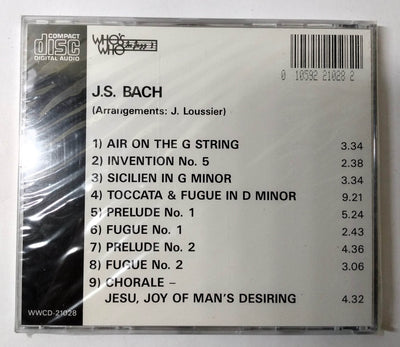 COMPACT
disc
DIGITAL AUDIO
WHO'S WHO in Jazz
0 10592 21028 2
J.S. BACH
(Arrangements: J. Loussier)
1) AIR ON THE G STRING 3.34
2) INVENTION No. 5 2.38
3) SICILIEN IN G MINOR 3.34
4) TOCCATA & FUGUE IN D MINOR 9.21
5) PRELUDE No. 1 5.24
6) FUGUE No. 1 2.43
7) PRELUDE No. 2 4.36
8) FUGUE No. 2 3.06
9) CHORALE –
JESU, JOY OF MAN'S DESIRING 4.32
WWCD-21028